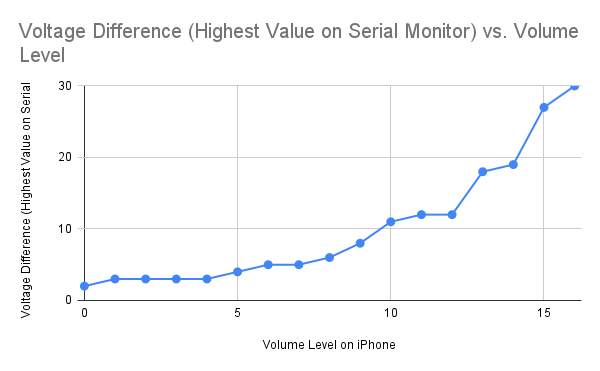 Voltage Difference (Highest Value on Serial Monitor) vs. Volume
Level
Voltage Difference (Highest Value on Serial
30
20
10
0
0 5 10 15
Volume Level on iPhone